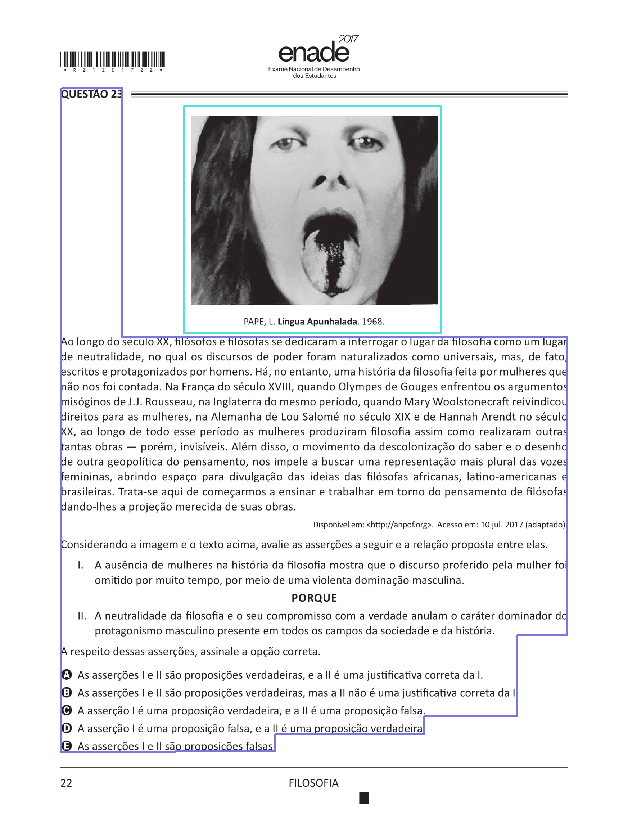 2017
enade
Exame Nacional de Desempenho
dos Estudantes
QUESTÃO 23
PAPE, L. Língua Apunhalada. 1968.
Ao longo do século XX, filósofos e filósofas se dedicaram a interrogar o lugar da filosofia como um lugar
de neutralidade, no qual os discursos de poder foram naturalizados como universais, mas, de fato,
escritos e protagonizados por homens. Há, no entanto, uma história da filosofia feita por mulheres que
não nos foi contada. Na França do século XVIII, quando Olympes de Gouges enfrentou os argumentos
misóginos de J.J. Rousseau, na Inglaterra do mesmo período, quando Mary Woolstonecraft reivindicou
direitos para as mulheres, na Alemanha de Lou Salomé no século XIX e de Hannah Arendt no século
XX, ao longo de todo esse período as mulheres produziram filosofia assim como realizaram outras
tantas obras — porém, invisíveis. Além disso, o movimento da descolonização do saber e o desenho
de outra geopolítica do pensamento, nos impele a buscar uma representação mais plural das vozes
femininas, abrindo espaço para divulgação das ideias das filósofas africanas, latino-americanas e
brasileiras. Trata-se aqui de começarmos a ensinar e trabalhar em torno do pensamento de filósofas
dando-lhes a projeção merecida de suas obras.
Disponível em: <http://anpof.org>. Acesso em: 10 jul. 2017 (adaptado).
Considerando a imagem e o texto acima, avalie as asserções a seguir e a relação proposta entre elas.
I. A ausência de mulheres na história da filosofia mostra que o discurso proferido pela mulher foi
omitido por muito tempo, por meio de uma violenta dominação masculina.
PORQUE
II. A neutralidade da filosofia e o seu compromisso com a verdade anulam o caráter dominador do
protagonismo masculino presente em todos os campos da sociedade e da história.
A respeito dessas asserções, assinale a opção correta.
A As asserções I e II são proposições verdadeiras, e a II é uma justificativa correta da I.
B As asserções I e II são proposições verdadeiras, mas a II não é uma justificativa correta da I.
C A asserção I é uma proposição verdadeira, e a II é uma proposição falsa.
D A asserção I é uma proposição falsa, e a II é uma proposição verdadeira.
E As asserções I e II são proposições falsas.
22
FILOSOFIA